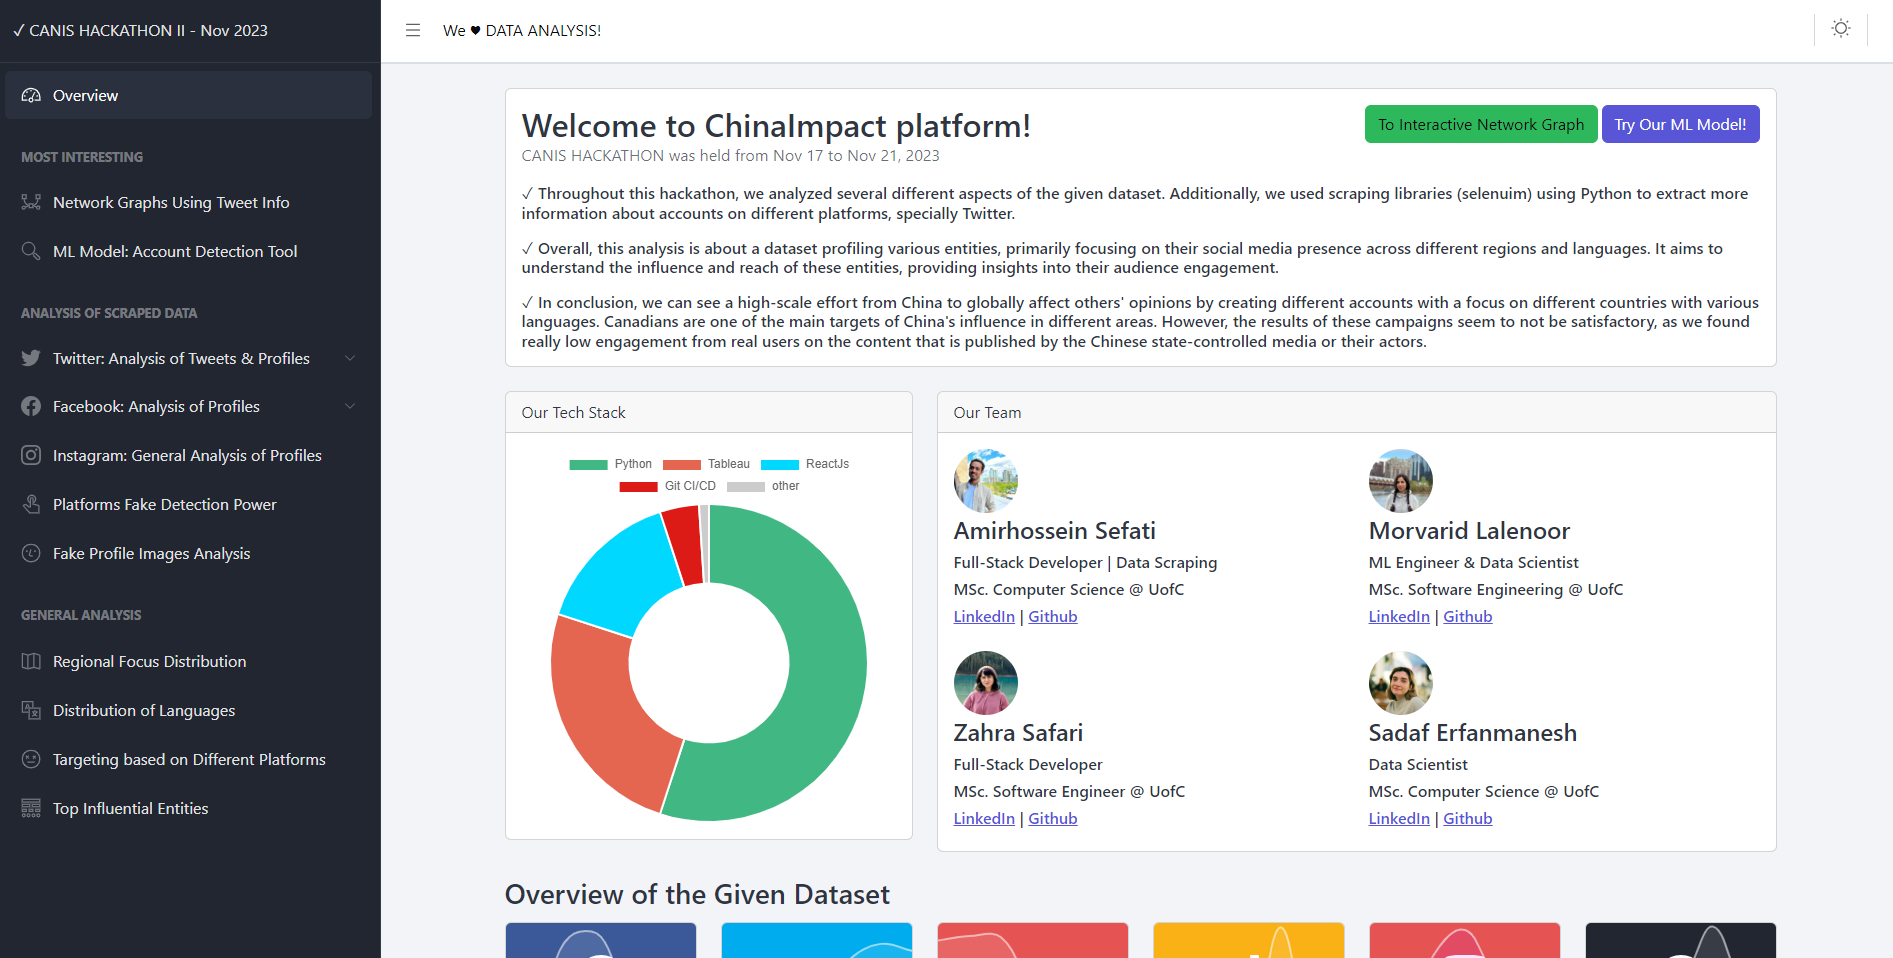 ✓ CANIS HACKATHON II - Nov 2023
Overview
MOST INTERESTING
Network Graphs Using Tweet Info
ML Model: Account Detection Tool
ANALYSIS OF SCRAPED DATA
Twitter: Analysis of Tweets & Profiles
Facebook: Analysis of Profiles
Instagram: General Analysis of Profiles
Platforms Fake Detection Power
Fake Profile Images Analysis
GENERAL ANALYSIS
Regional Focus Distribution
Distribution of Languages
Targeting based on Different Platforms
Top Influential Entities
We ♥ DATA ANALYSIS!
Welcome to ChinaImpact platform!
To Interactive Network Graph
Try Our ML Model!
CANIS HACKATHON was held from Nov 17 to Nov 21, 2023
✓ Throughout this hackathon, we analyzed several different aspects of the given dataset. Additionally, we used scraping libraries (selenuim) using Python to extract more
information about accounts on different platforms, specially Twitter.
✓ Overall, this analysis is about a dataset profiling various entities, primarily focusing on their social media presence across different regions and languages. It aims to
understand the influence and reach of these entities, providing insights into their audience engagement.
✓ In conclusion, we can see a high-scale effort from China to globally affect others' opinions by creating different accounts with a focus on different countries with various
languages. Canadians are one of the main targets of China's influence in different areas. However, the results of these campaigns seem to not be satisfactory, as we found
really low engagement from real users on the content that is published by the Chinese state-controlled media or their actors.
Our Tech Stack
Python Tableau ReactJs
Git CI/CD other
Our Team
Amirhossein Sefati
Full-Stack Developer | Data Scraping
MSc. Computer Science @ UofC
LinkedIn | Github
Morvarid Lalenoor
ML Engineer & Data Scientist
MSc. Software Engineering @ UofC
LinkedIn | Github
Zahra Safari
Full-Stack Developer
MSc. Software Engineer @ UofC
LinkedIn | Github
Sadaf Erfanmanesh
Data Scientist
MSc. Computer Science @ UofC
LinkedIn | Github
Overview of the Given Dataset